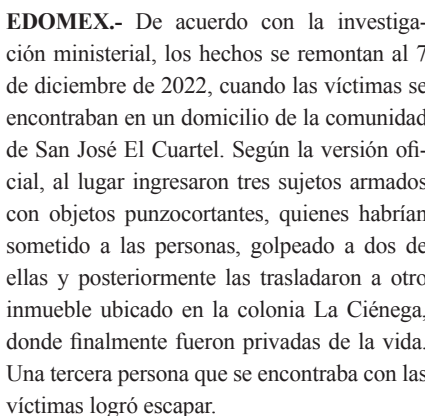 EDOMEX.- De acuerdo con la investiga-
ción ministerial, los hechos se remontan al 7
de diciembre de 2022, cuando las víctimas se
encontraban en un domicilio de la comunidad
de San José El Cuartel. Según la versión ofi-
cial, al lugar ingresaron tres sujetos armados
con objetos punzocortantes, quienes habrían
sometido a las personas, golpeado a dos de
ellas y posteriormente las trasladaron a otro
inmueble ubicado en la colonia La Ciénega,
donde finalmente fueron privadas de la vida.
Una tercera persona que se encontraba con las
víctimas logró escapar.